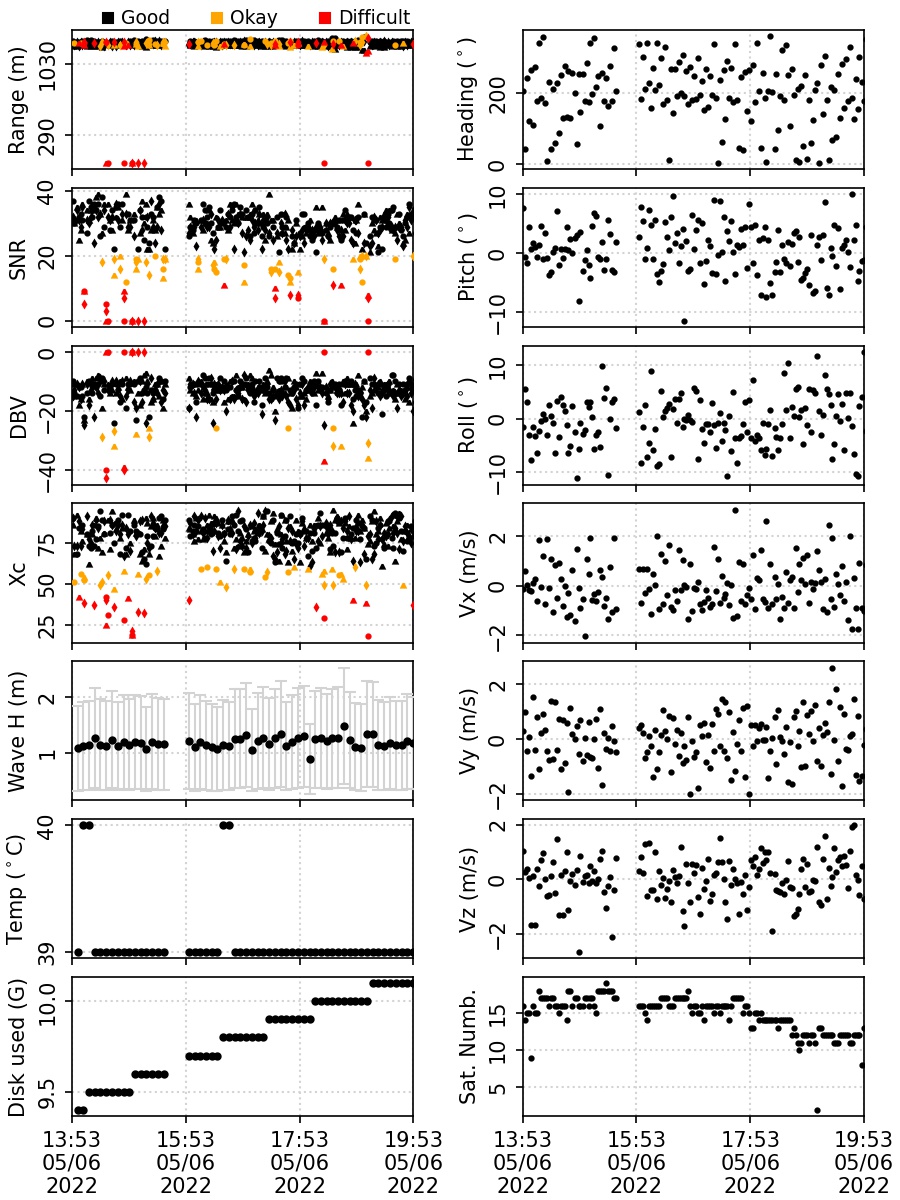 Good Okay Difficult
Range (m)
1030
290
Heading (°)
200
0
SNR
40
20
0
Pitch (°)
10
0
−10
DBV
0
−20
−40
Roll (°)
10
0
−10
Xc
75
50
25
Vx (m/s)
2
0
−2
Wave H (m)
2
1
Vy (m/s)
2
0
−2
Temp (°C)
40
39
Vz (m/s)
2
0
−2
Disk used (G)
10.0
9.5
Sat. Numb.
15
10
5
13:53 15:53 17:53 19:53 13:53 15:53 17:53 19:53
05/06 05/06 05/06 05/06 05/06 05/06 05/06 05/06
2022 2022 2022 2022 2022 2022 2022 2022